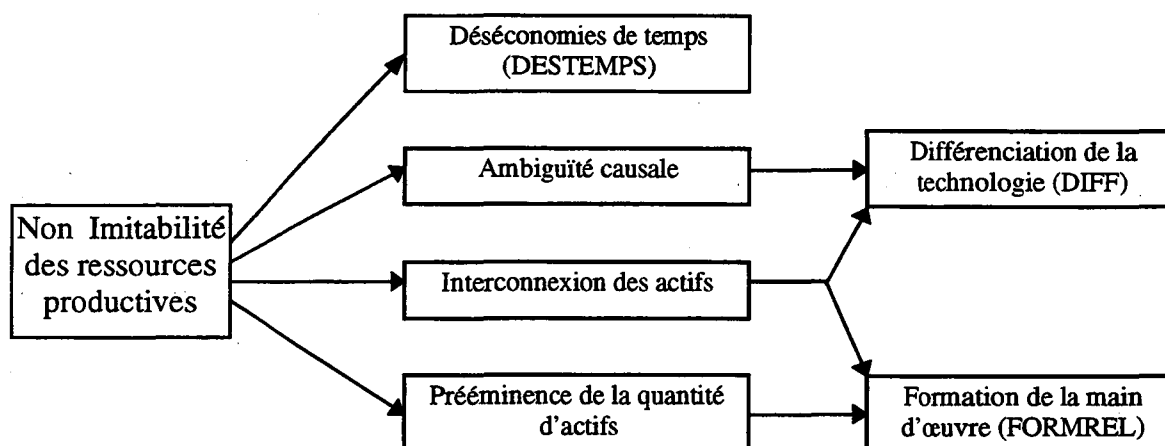 Déséconomies de temps
(DESTEMPS)
Ambiguïté causale
Différenciation de la
technologie (DIFF)
Non Imitabilité
des ressources
productives
Interconnexion des actifs
Prééminence de la quantité
d'actifs
Formation de la main
d'œuvre (FORMREL)